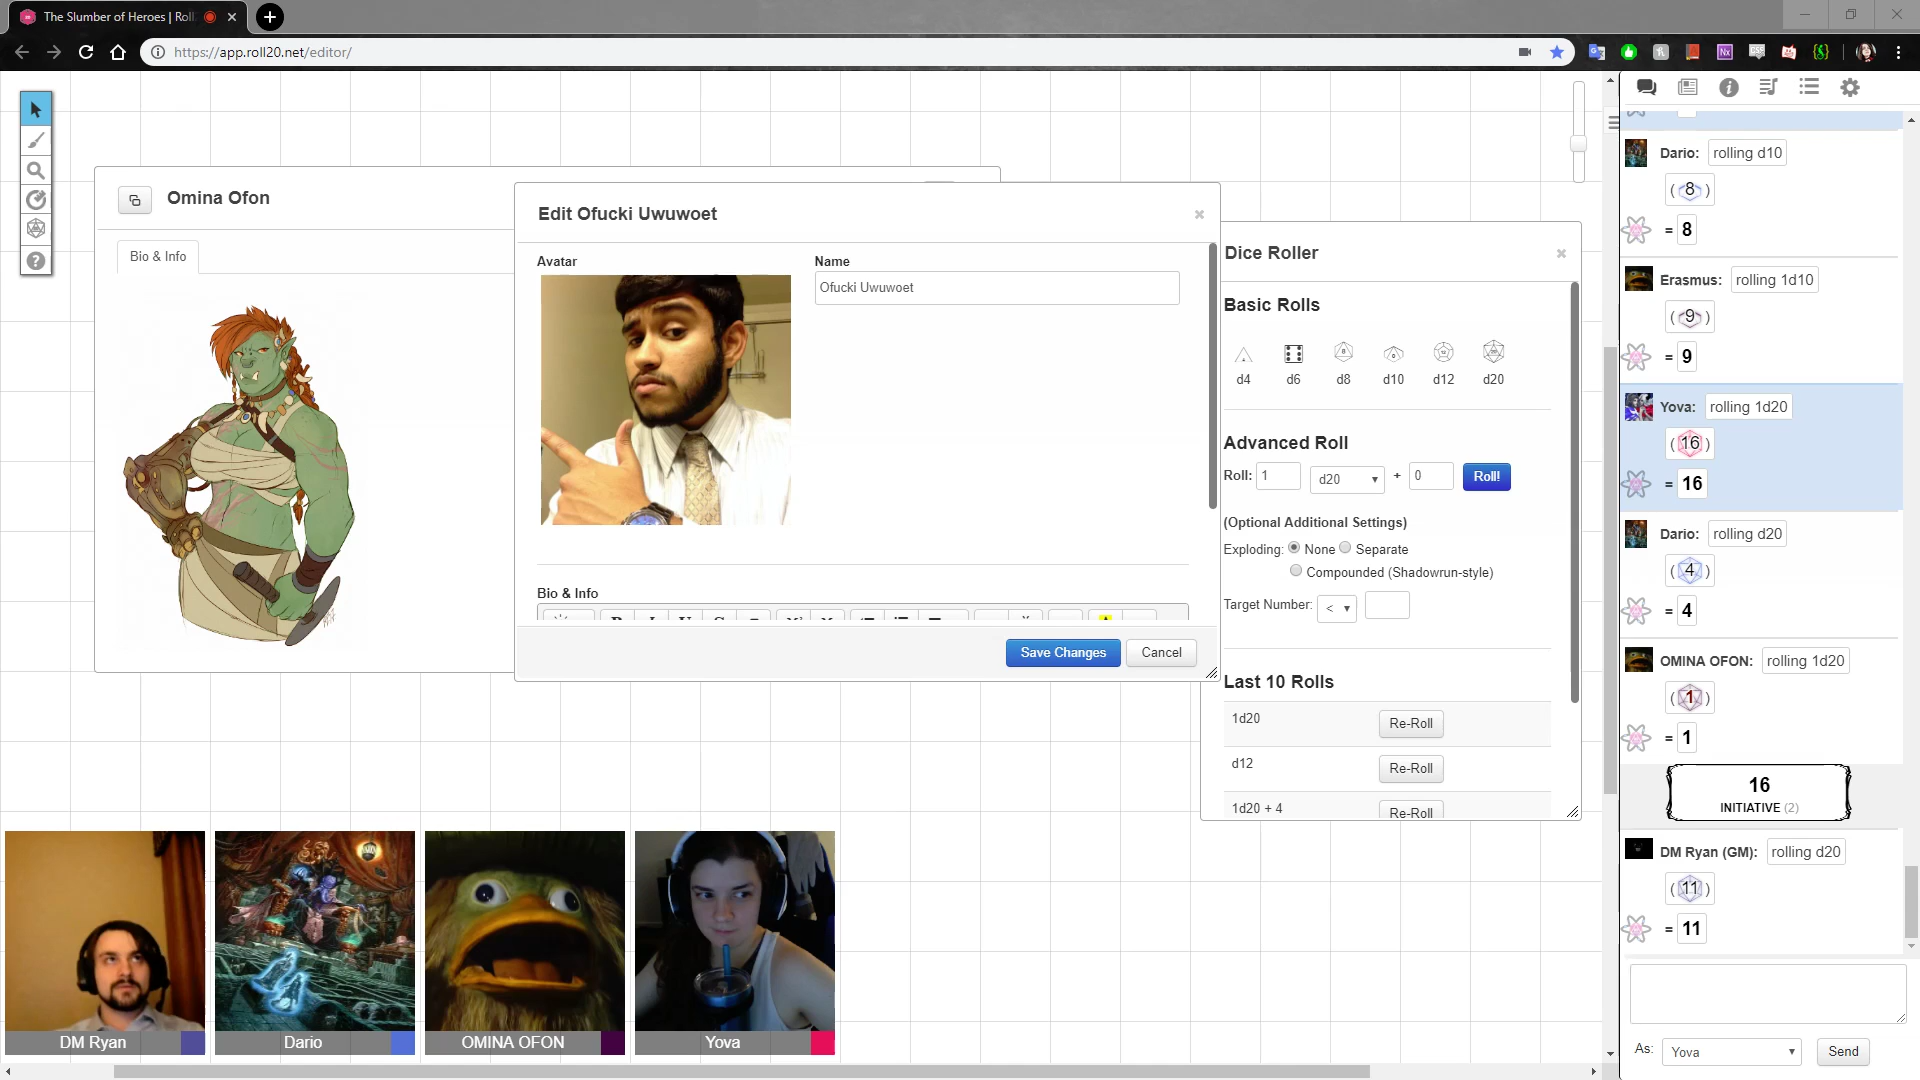 The Slumber of Heroes | Roll
https://app.roll20.net/editor/
Omina Ofon
Bio & Info
Edit Ofucki Uwuwoet
Avatar
Name
Ofucki Uwuwoet
Bio & Info
Save Changes
Cancel
Dice Roller
Basic Rolls
d4
d6
d8
d10
d12
d20
Advanced Roll
Roll: 1 d20 + 0 Roll!
(Optional Additional Settings)
Exploding: None Separate
Compounded (Shadowrun-style)
Target Number: <
Last 10 Rolls
1d20 Re-Roll
d12 Re-Roll
1d20 + 4 Re-Roll
DM Ryan
Dario
OMINA OFON
Yova
Dario: rolling d10
(8)
= 8
Erasmus: rolling 1d10
(9)
= 9
Yova: rolling 1d20
(16)
= 16
Dario: rolling d20
(4)
= 4
OMINA OFON: rolling 1d20
(1)
= 1
16
INITIATIVE (2)
DM Ryan (GM): rolling d20
(11)
= 11
As: Yova Send